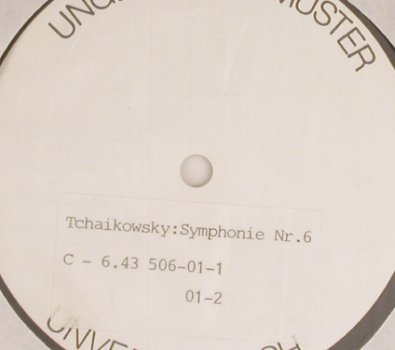 MUSTER
Tchaikowsky:Symphonie Nr.6
C - 6.43 506-01-1
01-2